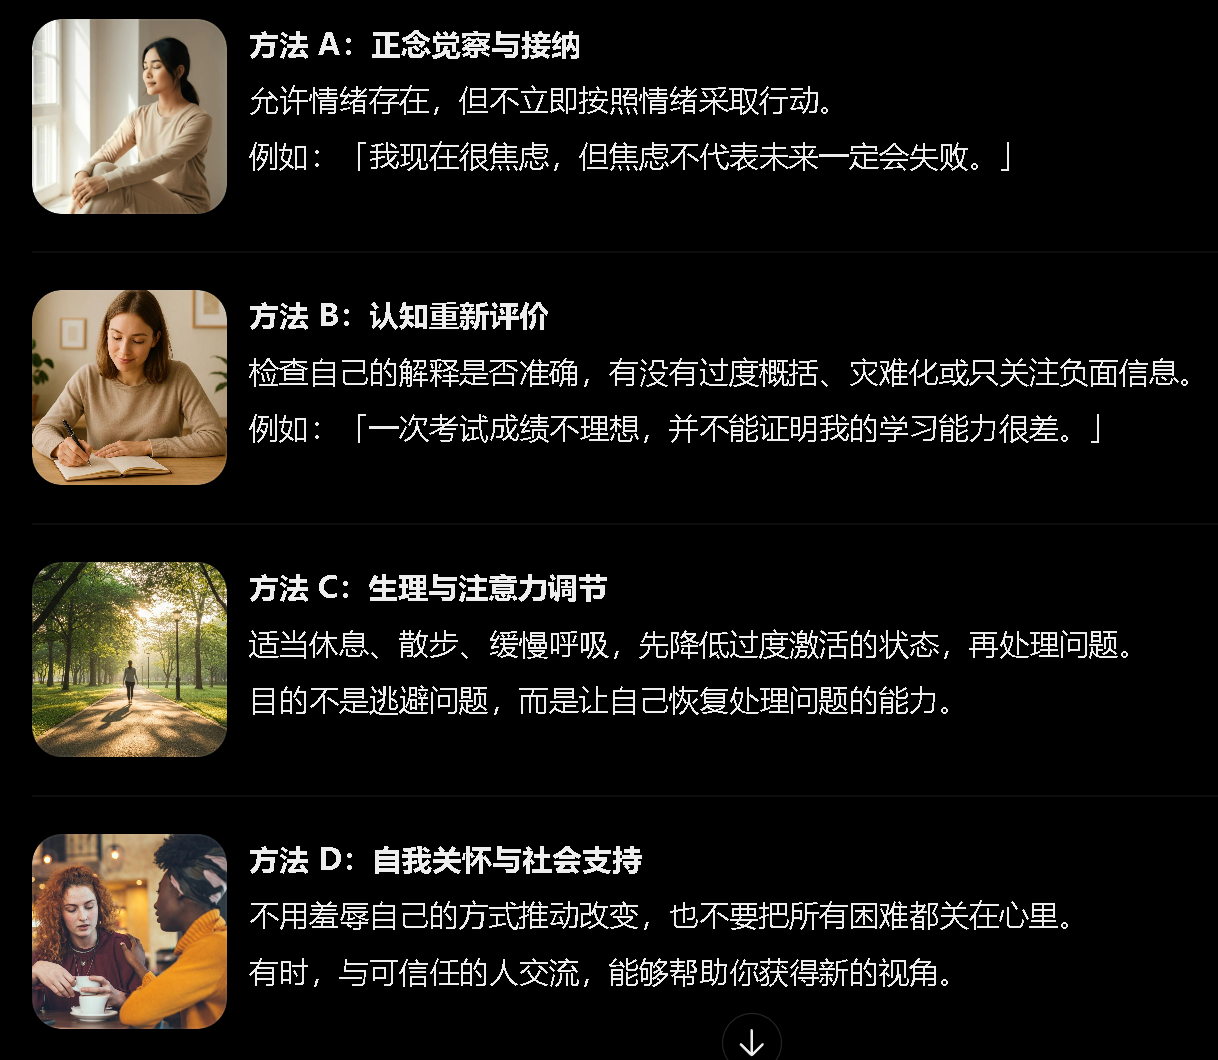 方法 A：正念觉察与接纳
允许情绪存在，但不立即按照情绪采取行动。
例如：「我现在很焦虑，但焦虑不代表未来一定会失败。」
方法 B：认知重新评价
检查自己的解释是否准确，有没有过度概括、灾难化或只关注负面信息。
例如：「一次考试成绩不理想，并不能证明我的学习能力很差。」
方法 C：生理与注意力调节
适当休息、散步、缓慢呼吸，先降低过度激活的状态，再处理问题。
目的不是逃避问题，而是让自己恢复处理问题的能力。
方法 D：自我关怀与社会支持
不用羞辱自己的方式推动改变，也不要把所有困难都关在心里。
有时，与可信任的人交流，能够帮助你获得新的视角。